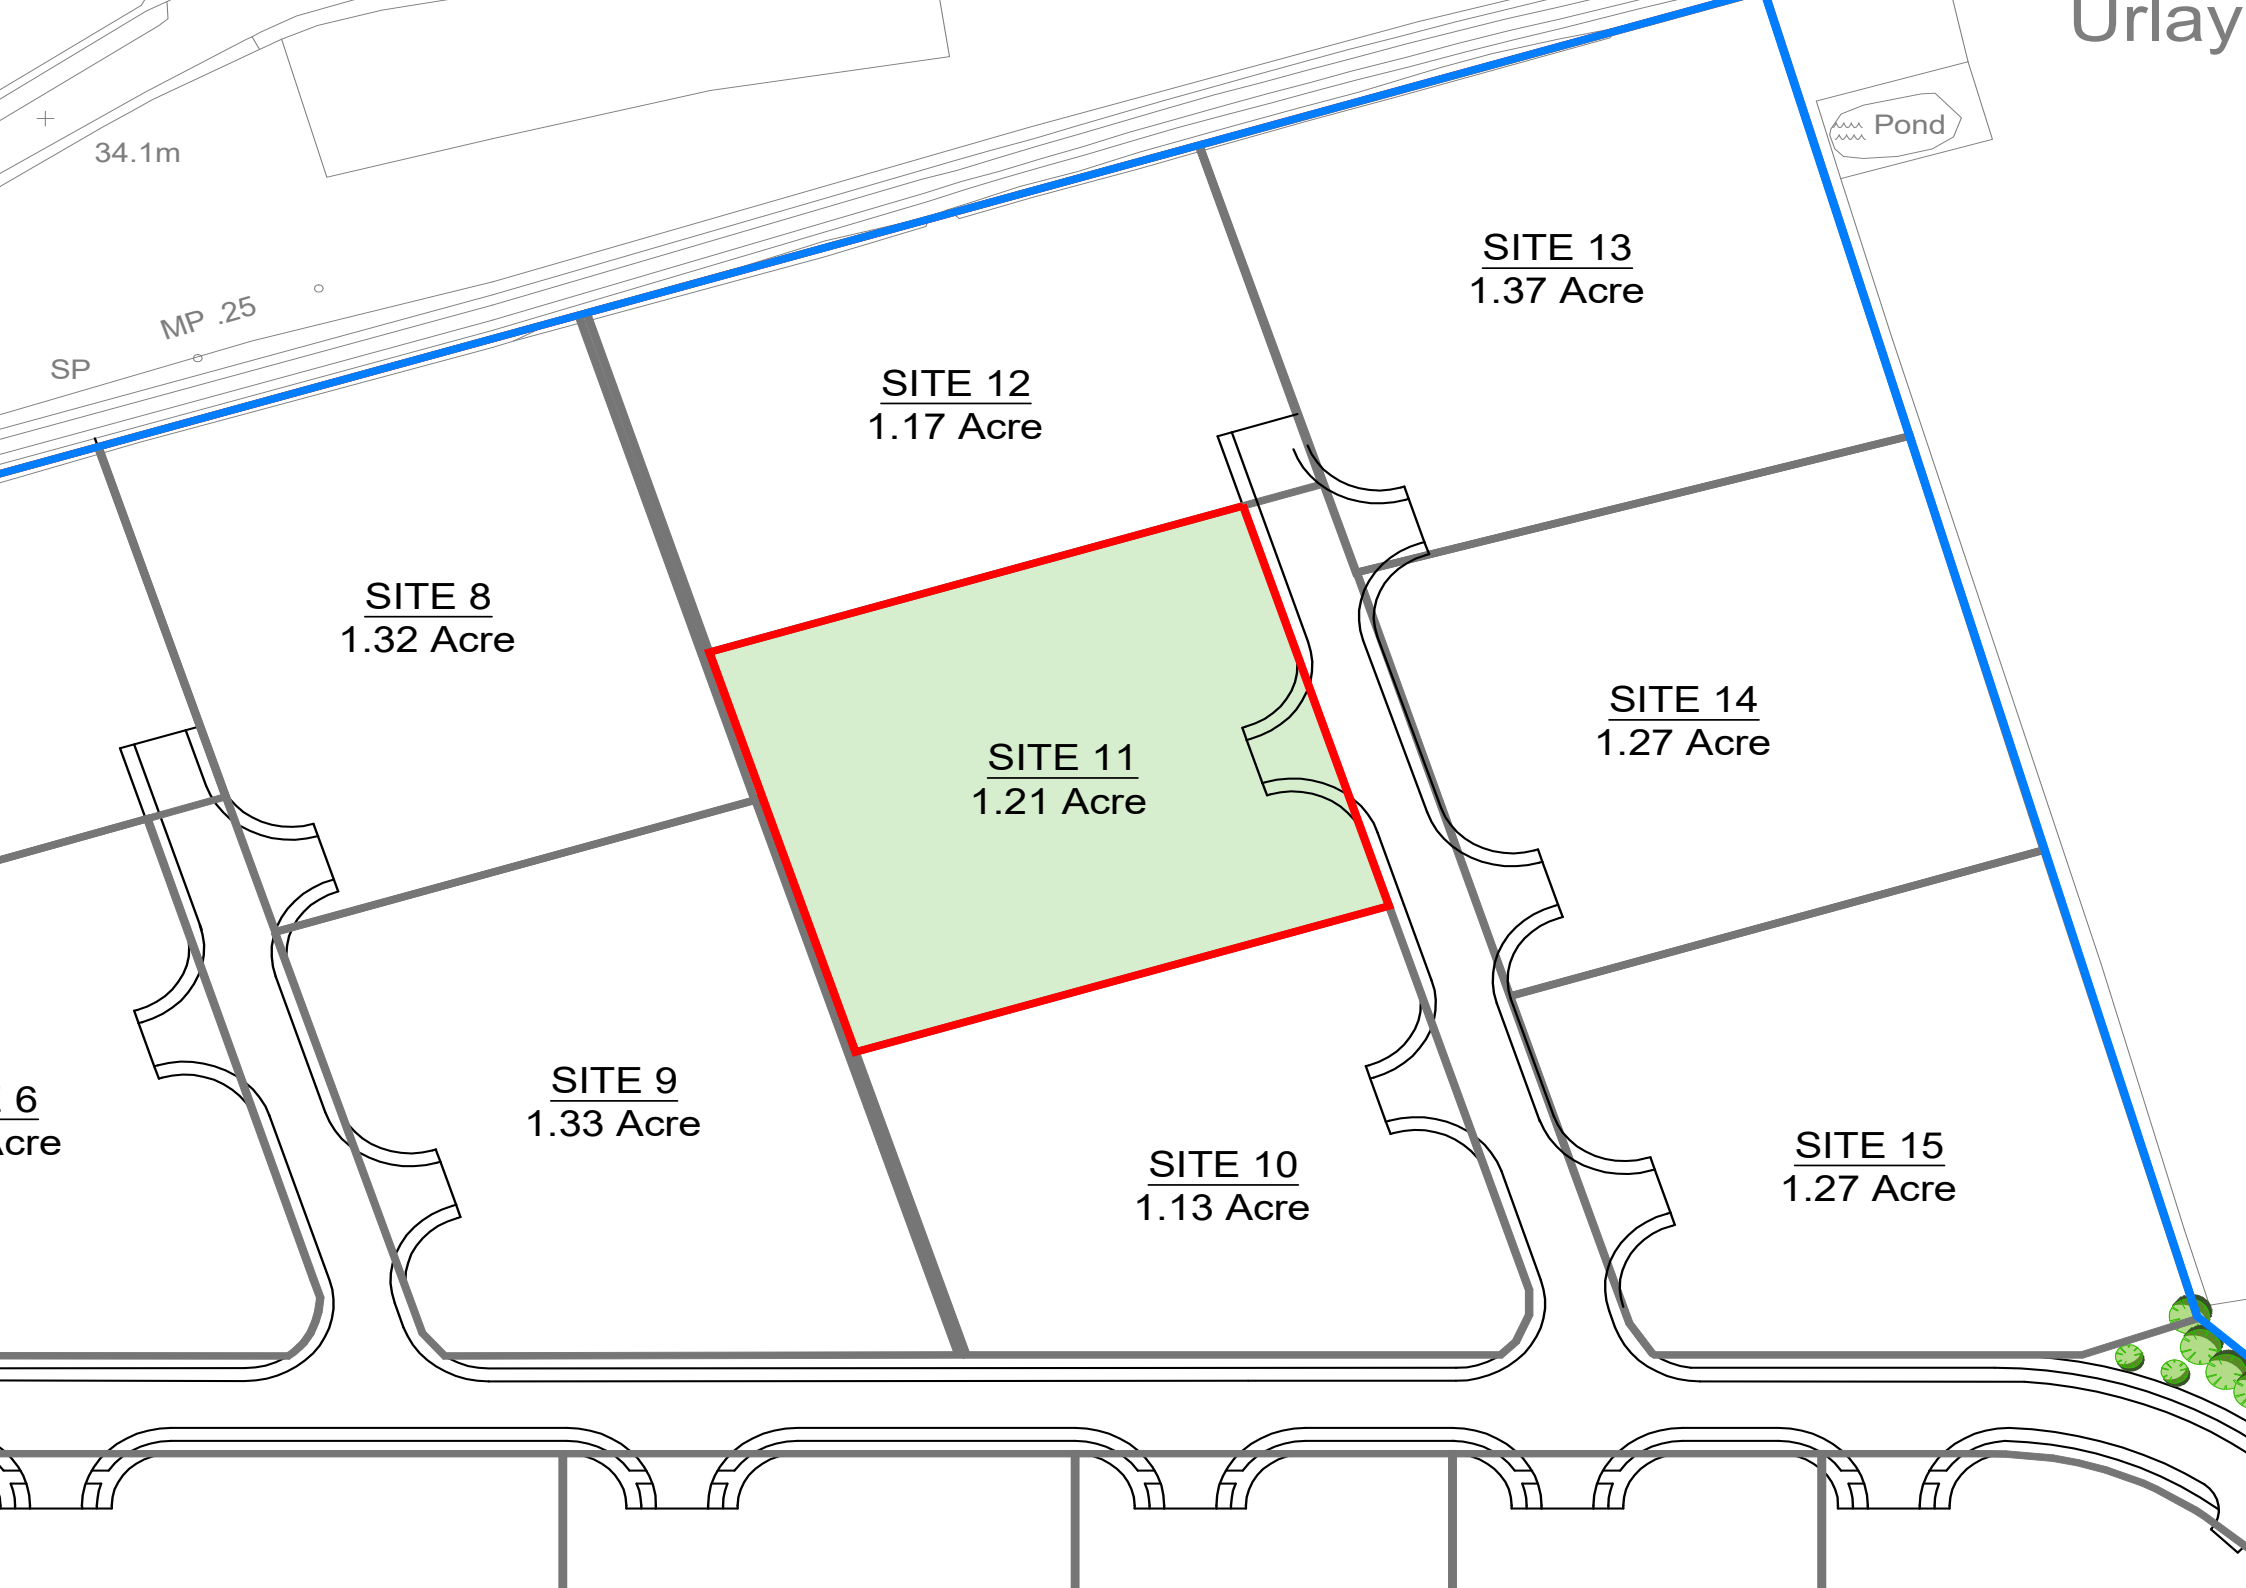 Urlay
Pond
34.1m
MP .25
SP
SITE 13
1.37 Acre
SITE 12
1.17 Acre
SITE 8
1.32 Acre
SITE 14
1.27 Acre
SITE 11
1.21 Acre
SITE 9
1.33 Acre
6
cre
SITE 10
1.13 Acre
SITE 15
1.27 Acre